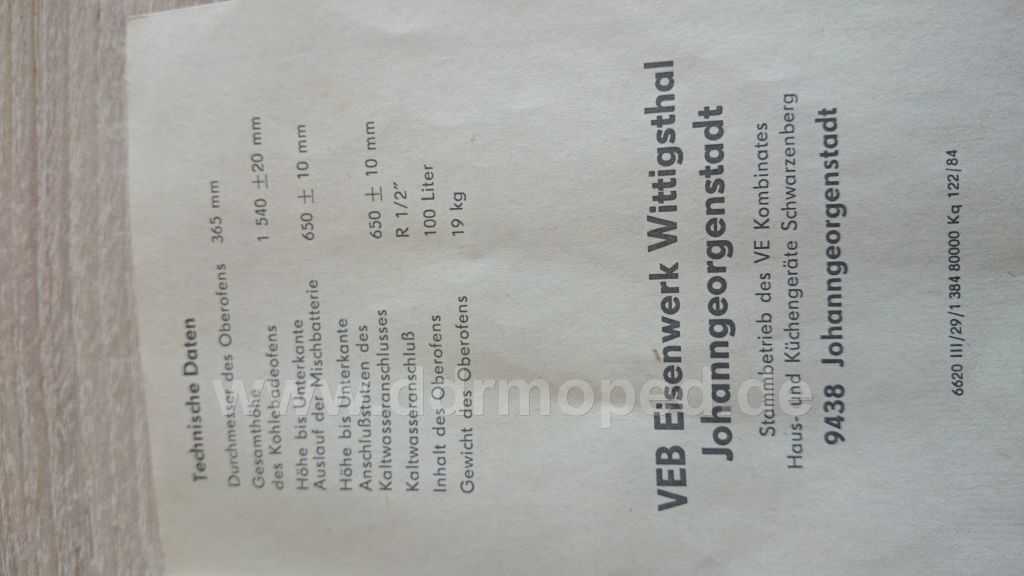 Technische Daten
Durchmesser des Oberofens 365 mm
Gesamthöhe
des Kohlebadeofens 1 540 ±20 mm
Höhe bis Unterkante
Auslauf der Mischbatterie 650 ± 10 mm
Höhe bis Unterkante
Anschlußstutzen des
Kaltwasseranschlusses 650 ± 10 mm
Kaltwasseranschluß R 1/2"
Inhalt des Oberofens 100 Liter
Gewicht des Oberofens 19 kg
VEB Eisenwerk Wittigsthal
Johanngeorgenstadt
Stammbetrieb des VE Kombinates
Haus- und Küchengeräte Schwarzenberg
9438 Johanngeorgenstadt
6620 III/29/1 384 80000 Kq 122/84
www.dormoped.de